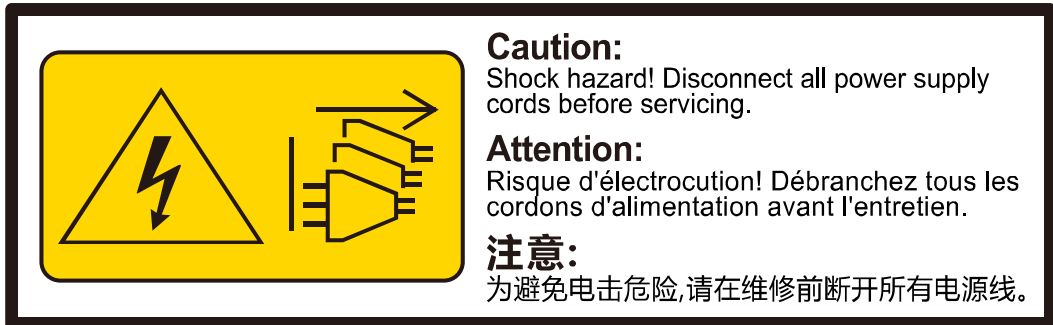 Caution:
Shock hazard! Disconnect all power supply
cords before servicing.
Attention:
Risque d'électrocution! Débranchez tous les
cordons d'alimentation avant l'entretien.
注意:
为避免电击危险,请在维修前断开所有电源线。